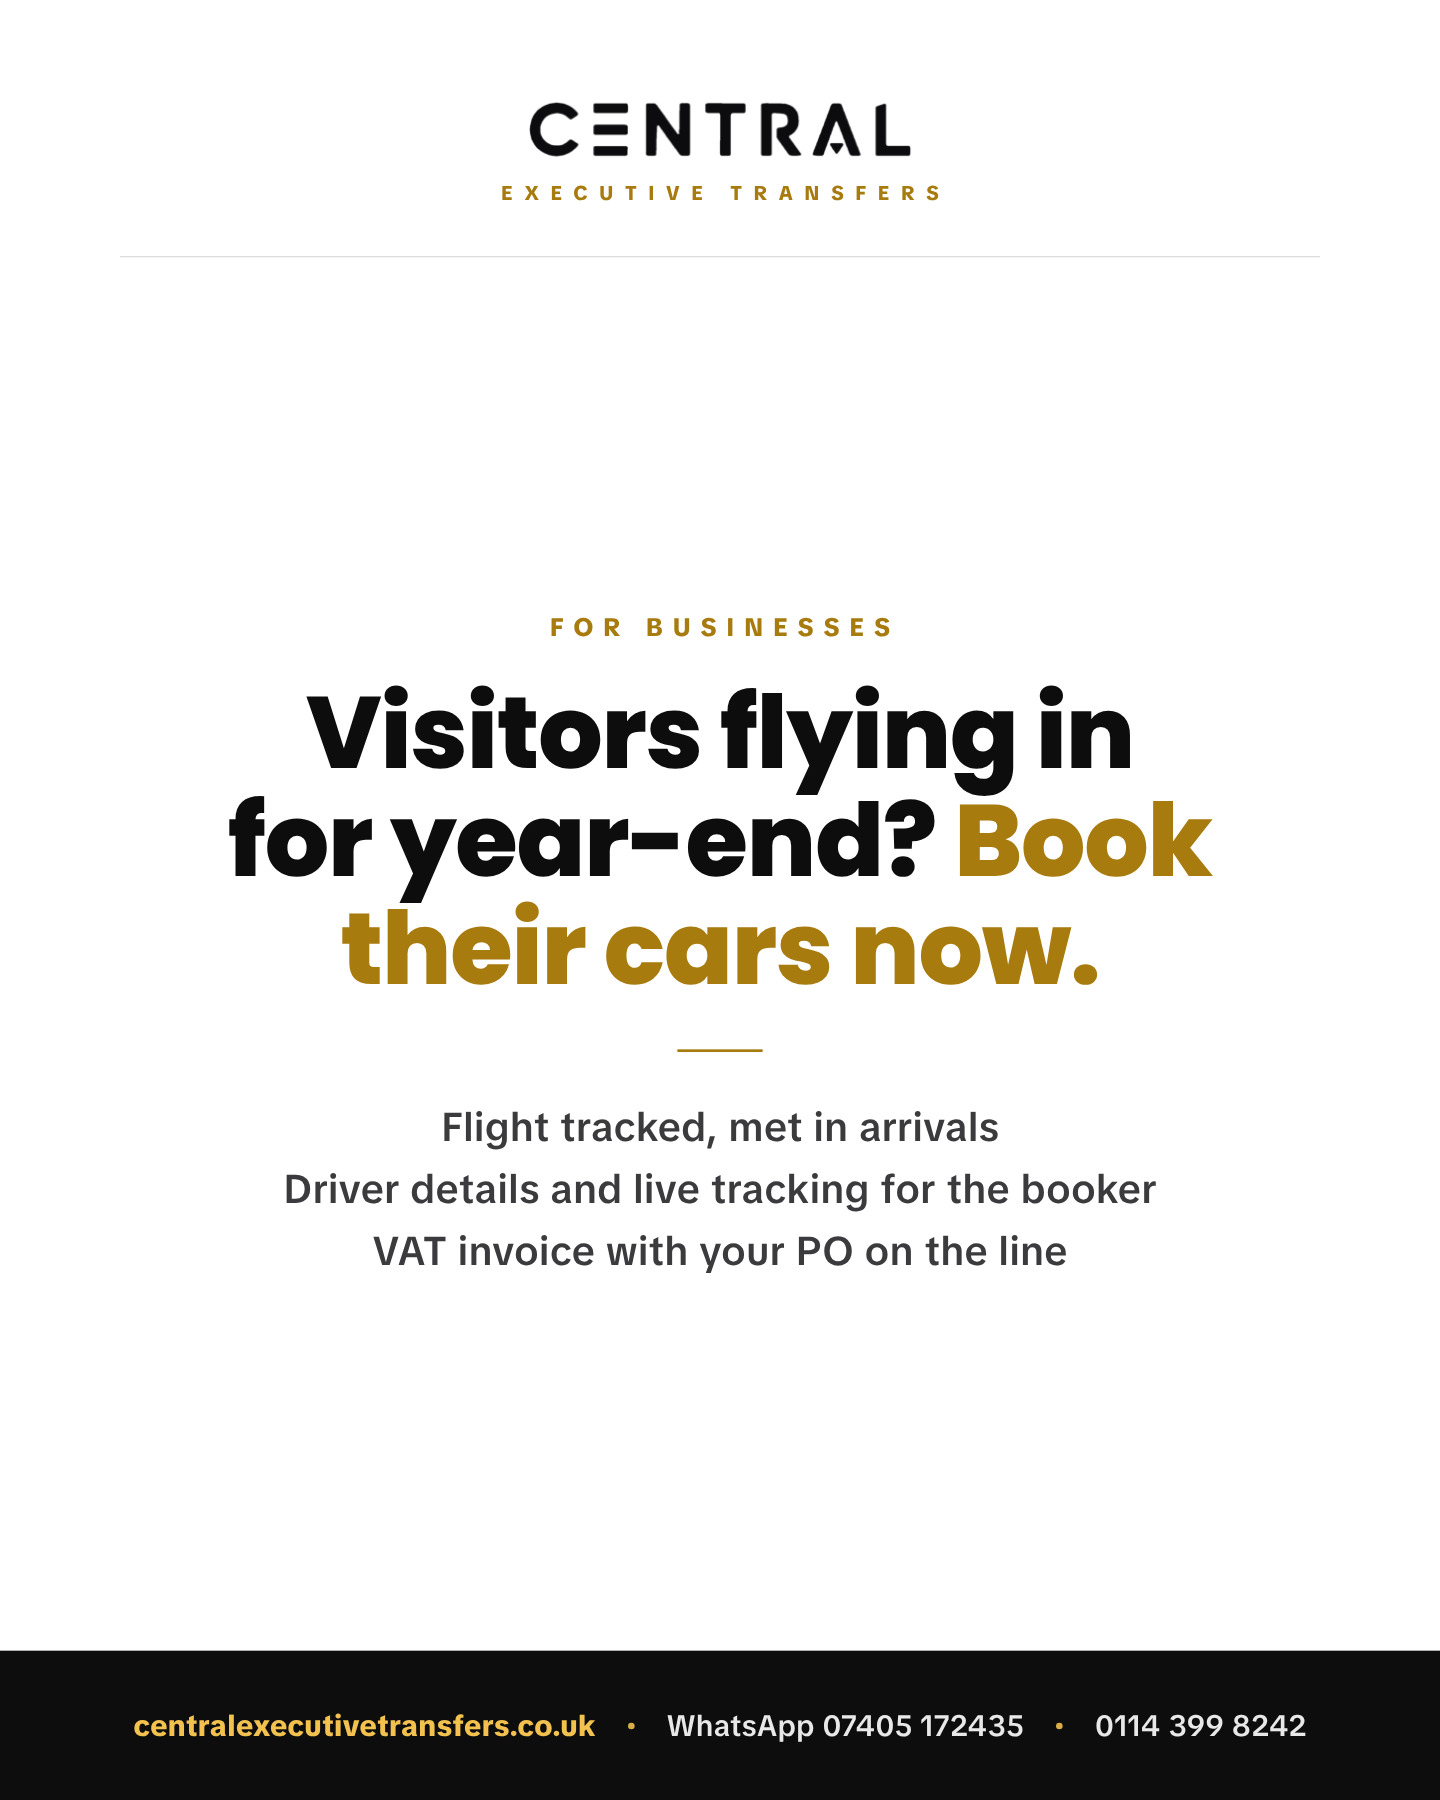 CENTRAL
EXECUTIVE TRANSFERS
FOR BUSINESSES
Visitors flying in
for year-end? Book
their cars now.
Flight tracked, met in arrivals
Driver details and live tracking for the booker
VAT invoice with your PO on the line
centralexecutivetransfers.co.uk • WhatsApp 07405 172435 • 0114 399 8242